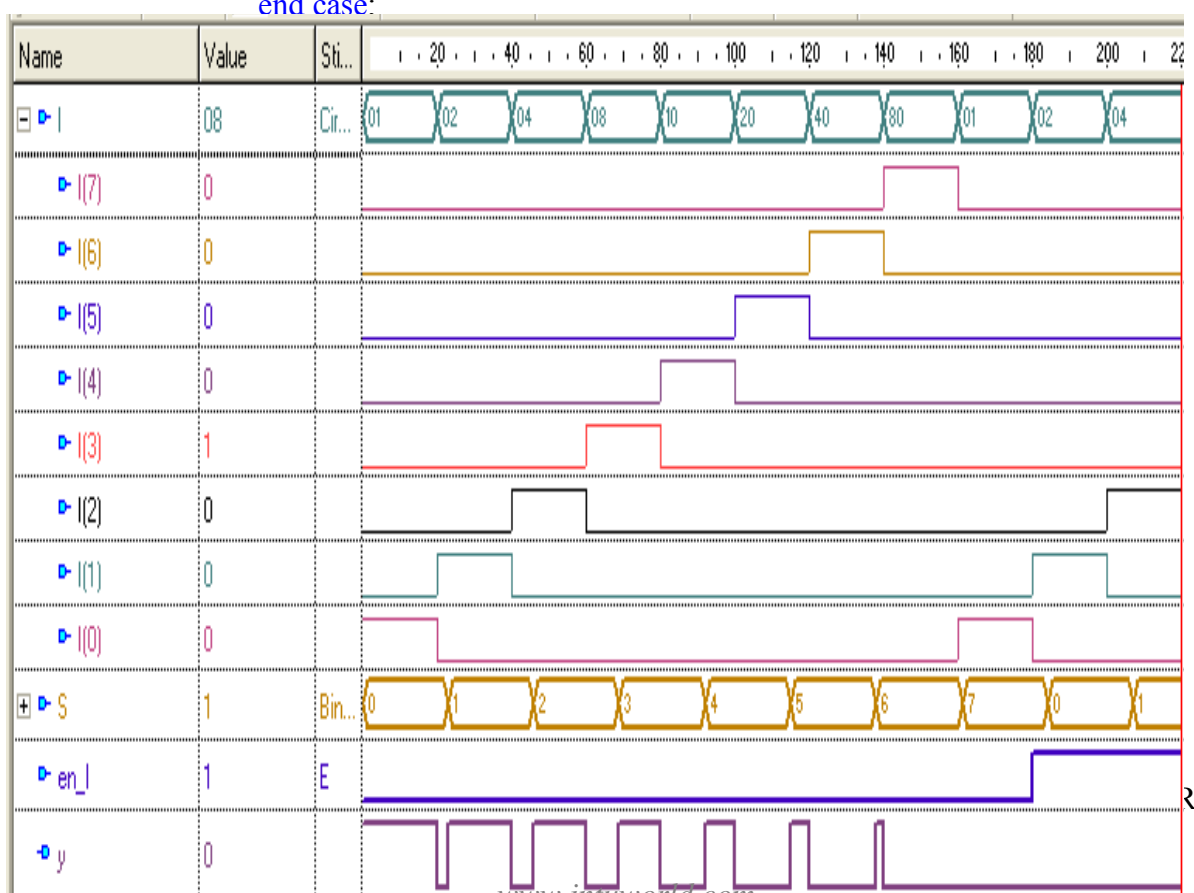 end case;
Name Value Sti... 20 40 60 80 100 120 140 160 180 200 22
I 08 Cir... 01 02 04 08 10 20 40 80 01 02 04
I(7) 0
I(6) 0
I(5) 0
I(4) 0
I(3) 1
I(2) 0
I(1) 0
I(0) 0
S 1 Bin... 0 1 2 3 4 5 6 7 0 1
en_l 1 E
R
y 0